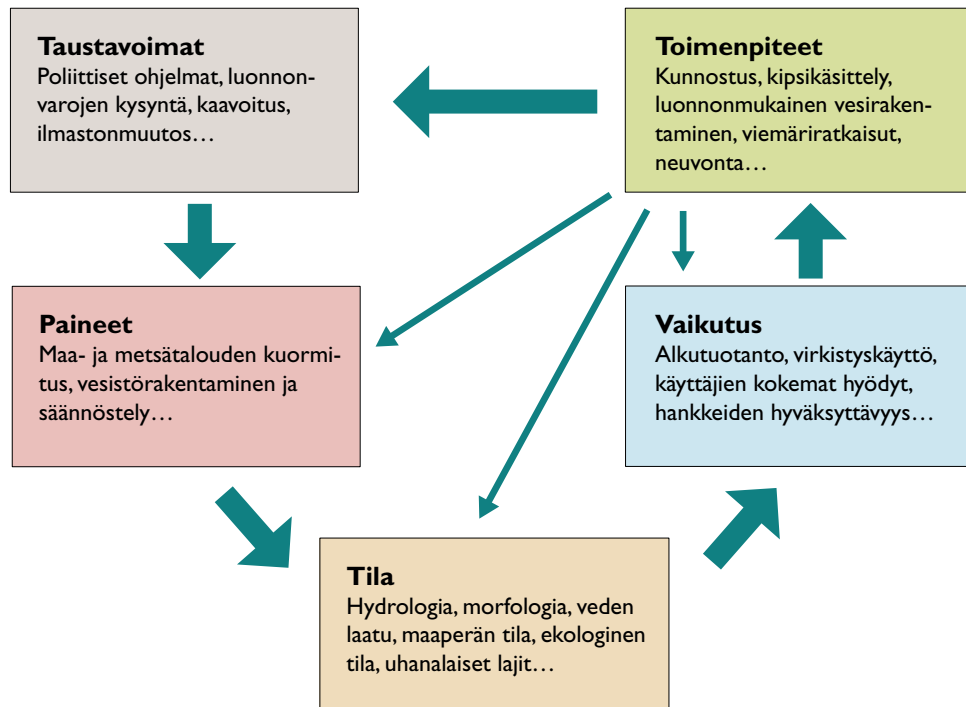 Taustavoimat
Poliittiset ohjelmat, luonnon-
varojen kysyntä, kaavoitus,
ilmastonmuutos…
Toimenpiteet
Kunnostus, kipsikäsittely,
luonnonmukainen vesiraken-
taminen, viemäriratkaisut,
neuvonta…
Paineet
Maa- ja metsätalouden kuormi-
tus, vesistörakentaminen ja
säännöstely…
Vaikutus
Alkutuotanto, virkistyskäyttö,
käyttäjien kokemat hyödyt,
hankkeiden hyväksyttävyys…
Tila
Hydrologia, morfologia, veden
laatu, maaperän tila, ekologinen
tila, uhanalaiset lajit…